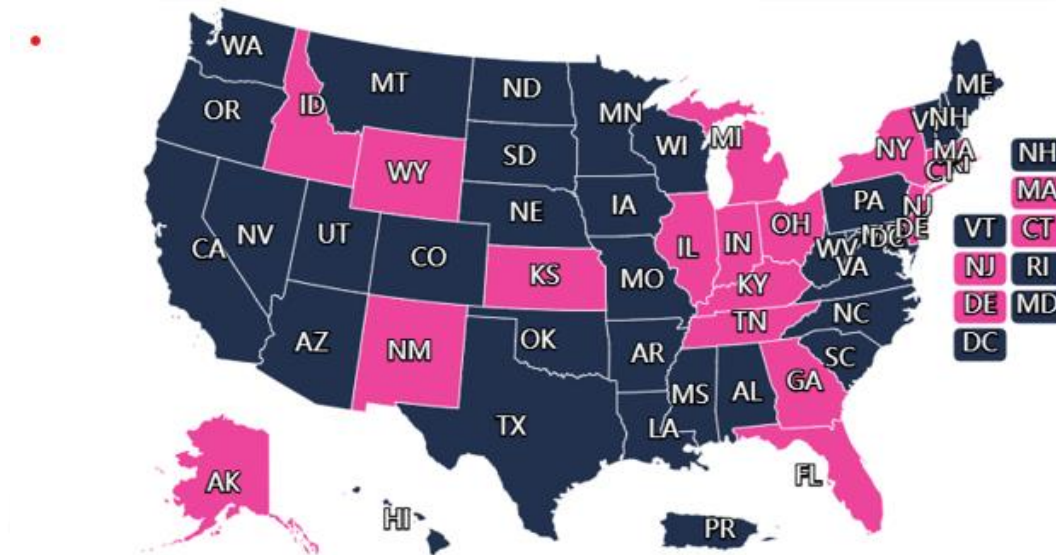 WA
MT
ND
MN
ME
OR
ID
WI
VT
NH
SD
MI
NY
MA
RI
WY
CT
NH
MA
IA
NE
PA
NJ
NV
UT
OH
DE
VT
CT
CA
CO
IL
IN
WV
DC
KS
MO
VA
NJ
RI
KY
DE
MD
NC
TN
AZ
NM
OK
AR
SC
DC
GA
MS
AL
TX
LA
FL
AK
HI
PR